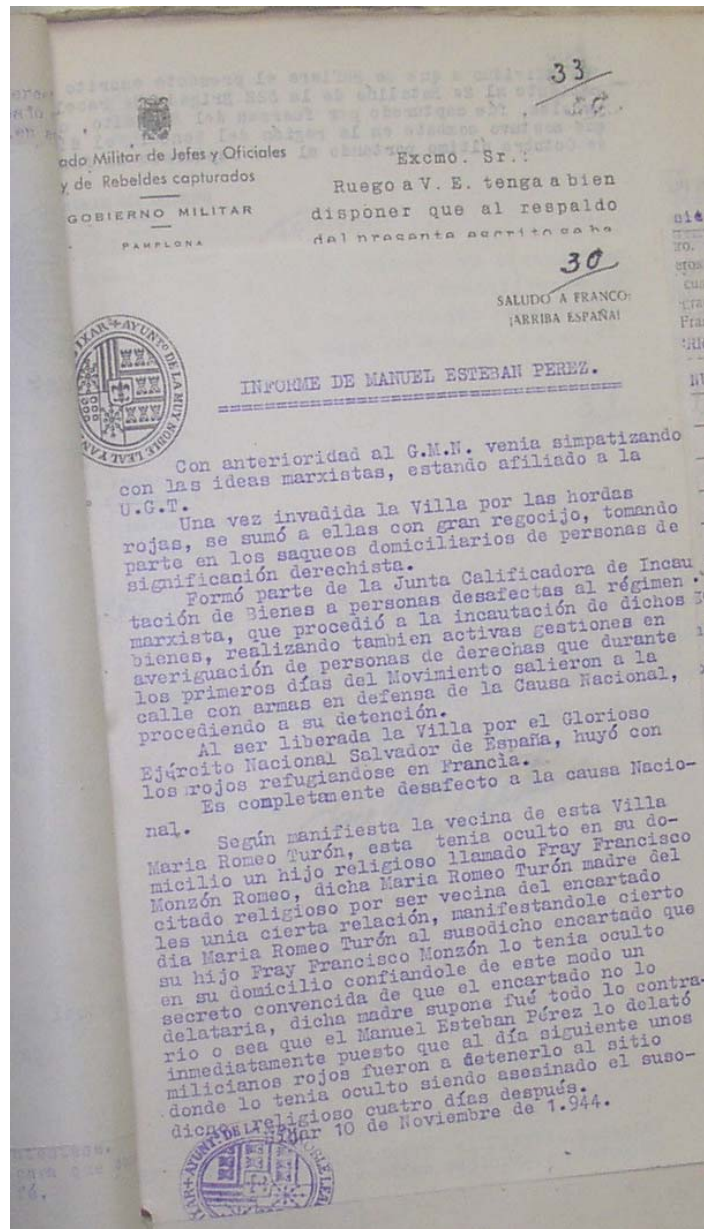 33
ado Militar de Jefes y Oficiales
y de Rebeldes capturados
GOBIERNO MILITAR
PAMPLONA
Excmo. Sr.:
Ruego a V. E. tenga a bien
disponer que al respaldo
del presente escrito se ha
30
SALUDO A FRANCO:
¡ARRIBA ESPAÑA!
IXAR + AYUNTº DE LA MUY NOBLE LEAL Y AN
INFORME DE MANUEL ESTEBAN PEREZ.
Con anterioridad al G.M.N. venia simpatizando
con las ideas marxistas, estando afiliado a la
U.G.T.
Una vez invadida la Villa por las hordas
rojas, se sumó a ellas con gran regocijo, tomando
parte en los saqueos domiciliarios de personas de
significación derechista.
Formó parte de la Junta Calificadora de Incau
tación de Bienes a personas desafectas al régimen
marxista, que procedió a la incautación de dichos
bienes, realizando tambien activas gestiones en
averiguación de personas de derechas que durante
los primeros días del Movimiento salieron a la
calle con armas en defensa de la Causa Nacional,
procediendo a su detención.
Al ser liberada la Villa por el Glorioso
Ejército Nacional Salvador de España, huyó con
los rojos refugiandose en Francia.
Es completamente desafecto a la causa Nacio-
nal.
Según manifiesta la vecina de esta Villa
Maria Romeo Turón, esta tenia oculto en su do-
micilio un hijo religioso llamado Fray Francisco
Monzón Romeo, dicha Maria Romeo Turón madre del
citado religioso por ser vecina del encartado
les unia cierta relación, manifestandole cierto
dia Maria Romeo Turón al susodicho encartado que
su hijo Fray Francisco Monzón lo tenia oculto
en su domicilio confiandole de este modo un
secreto convencida de que el encartado no lo
delataria, dicha madre supone fué todo lo contra-
rio o sea que el Manuel Esteban Pérez lo delató
inmediatamente puesto que al día siguiente unos
milicianos rojos fueron a detenerlo al sitio
donde lo tenia oculto siendo asesinado el suso-
dicho religioso cuatro días después.
Hijar 10 de Noviembre de 1.944.